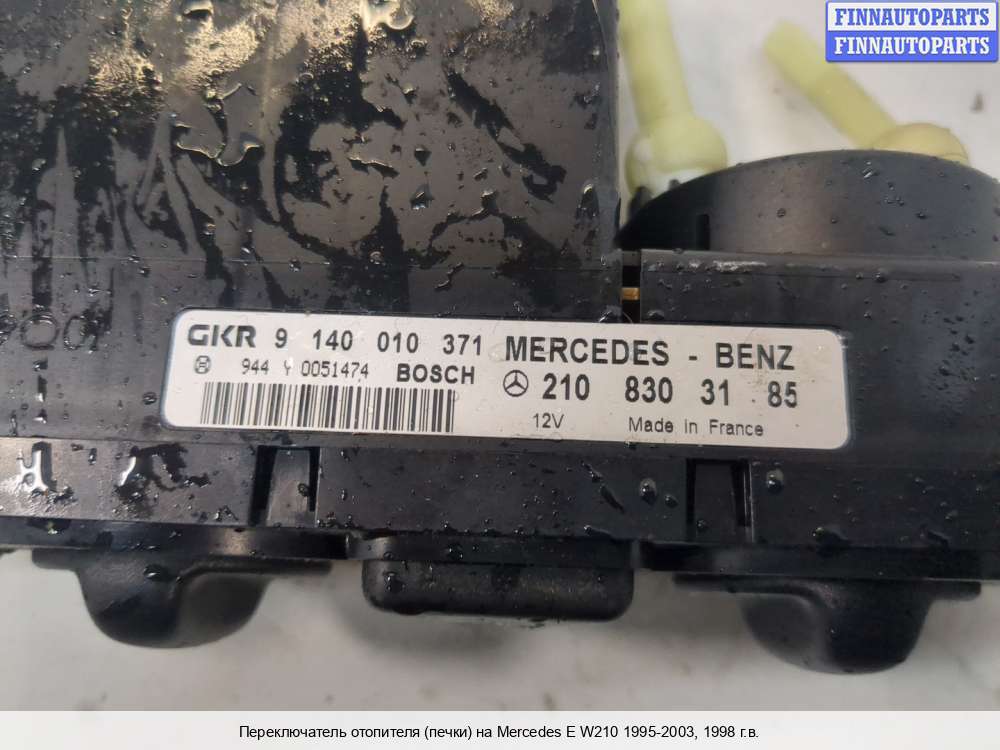 FINNAUTOPARTS
FINNAUTOPARTS
GKR 9 140 010 371 MERCEDES - BENZ
944 Y 0051474 BOSCH 210 830 31 85
12V Made in France
Переключатель отопителя (печки) на Mercedes E W210 1995-2003, 1998 г.в.